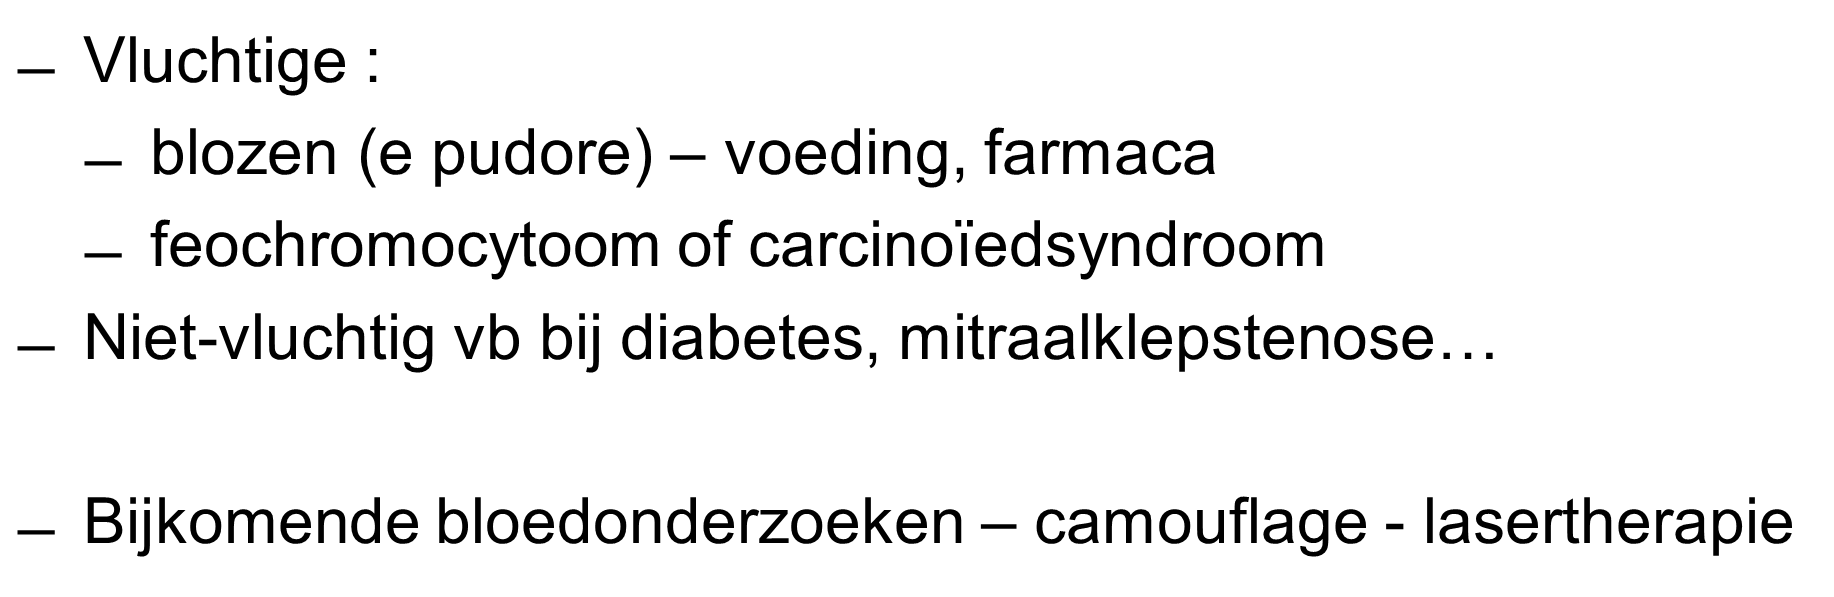 – Vluchtige :
– blozen (e pudore) – voeding, farmaca
– feochromocytoom of carcinoïedsyndroom
– Niet-vluchtig vb bij diabetes, mitraalklepstenose…
– Bijkomende bloedonderzoeken – camouflage - lasertherapie